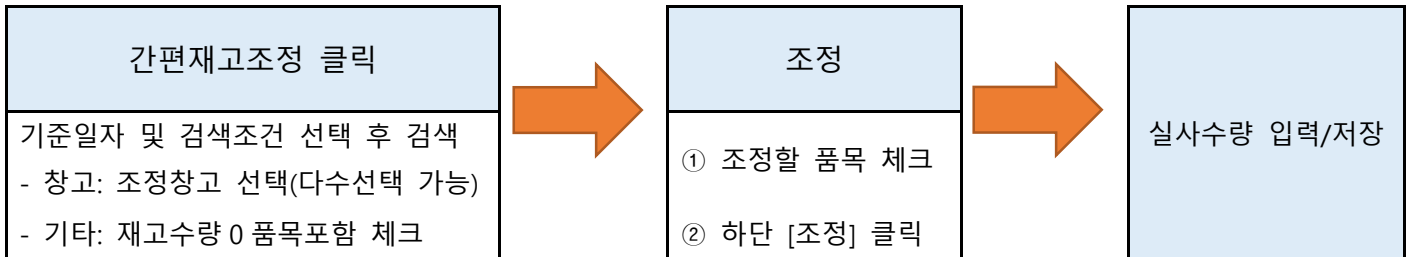 간편재고조정 클릭
기준일자 및 검색조건 선택 후 검색
- 창고: 조정창고 선택(다수선택 가능)
- 기타: 재고수량 0 품목포함 체크
조정
① 조정할 품목 체크
② 하단 [조정] 클릭
실사수량 입력/저장